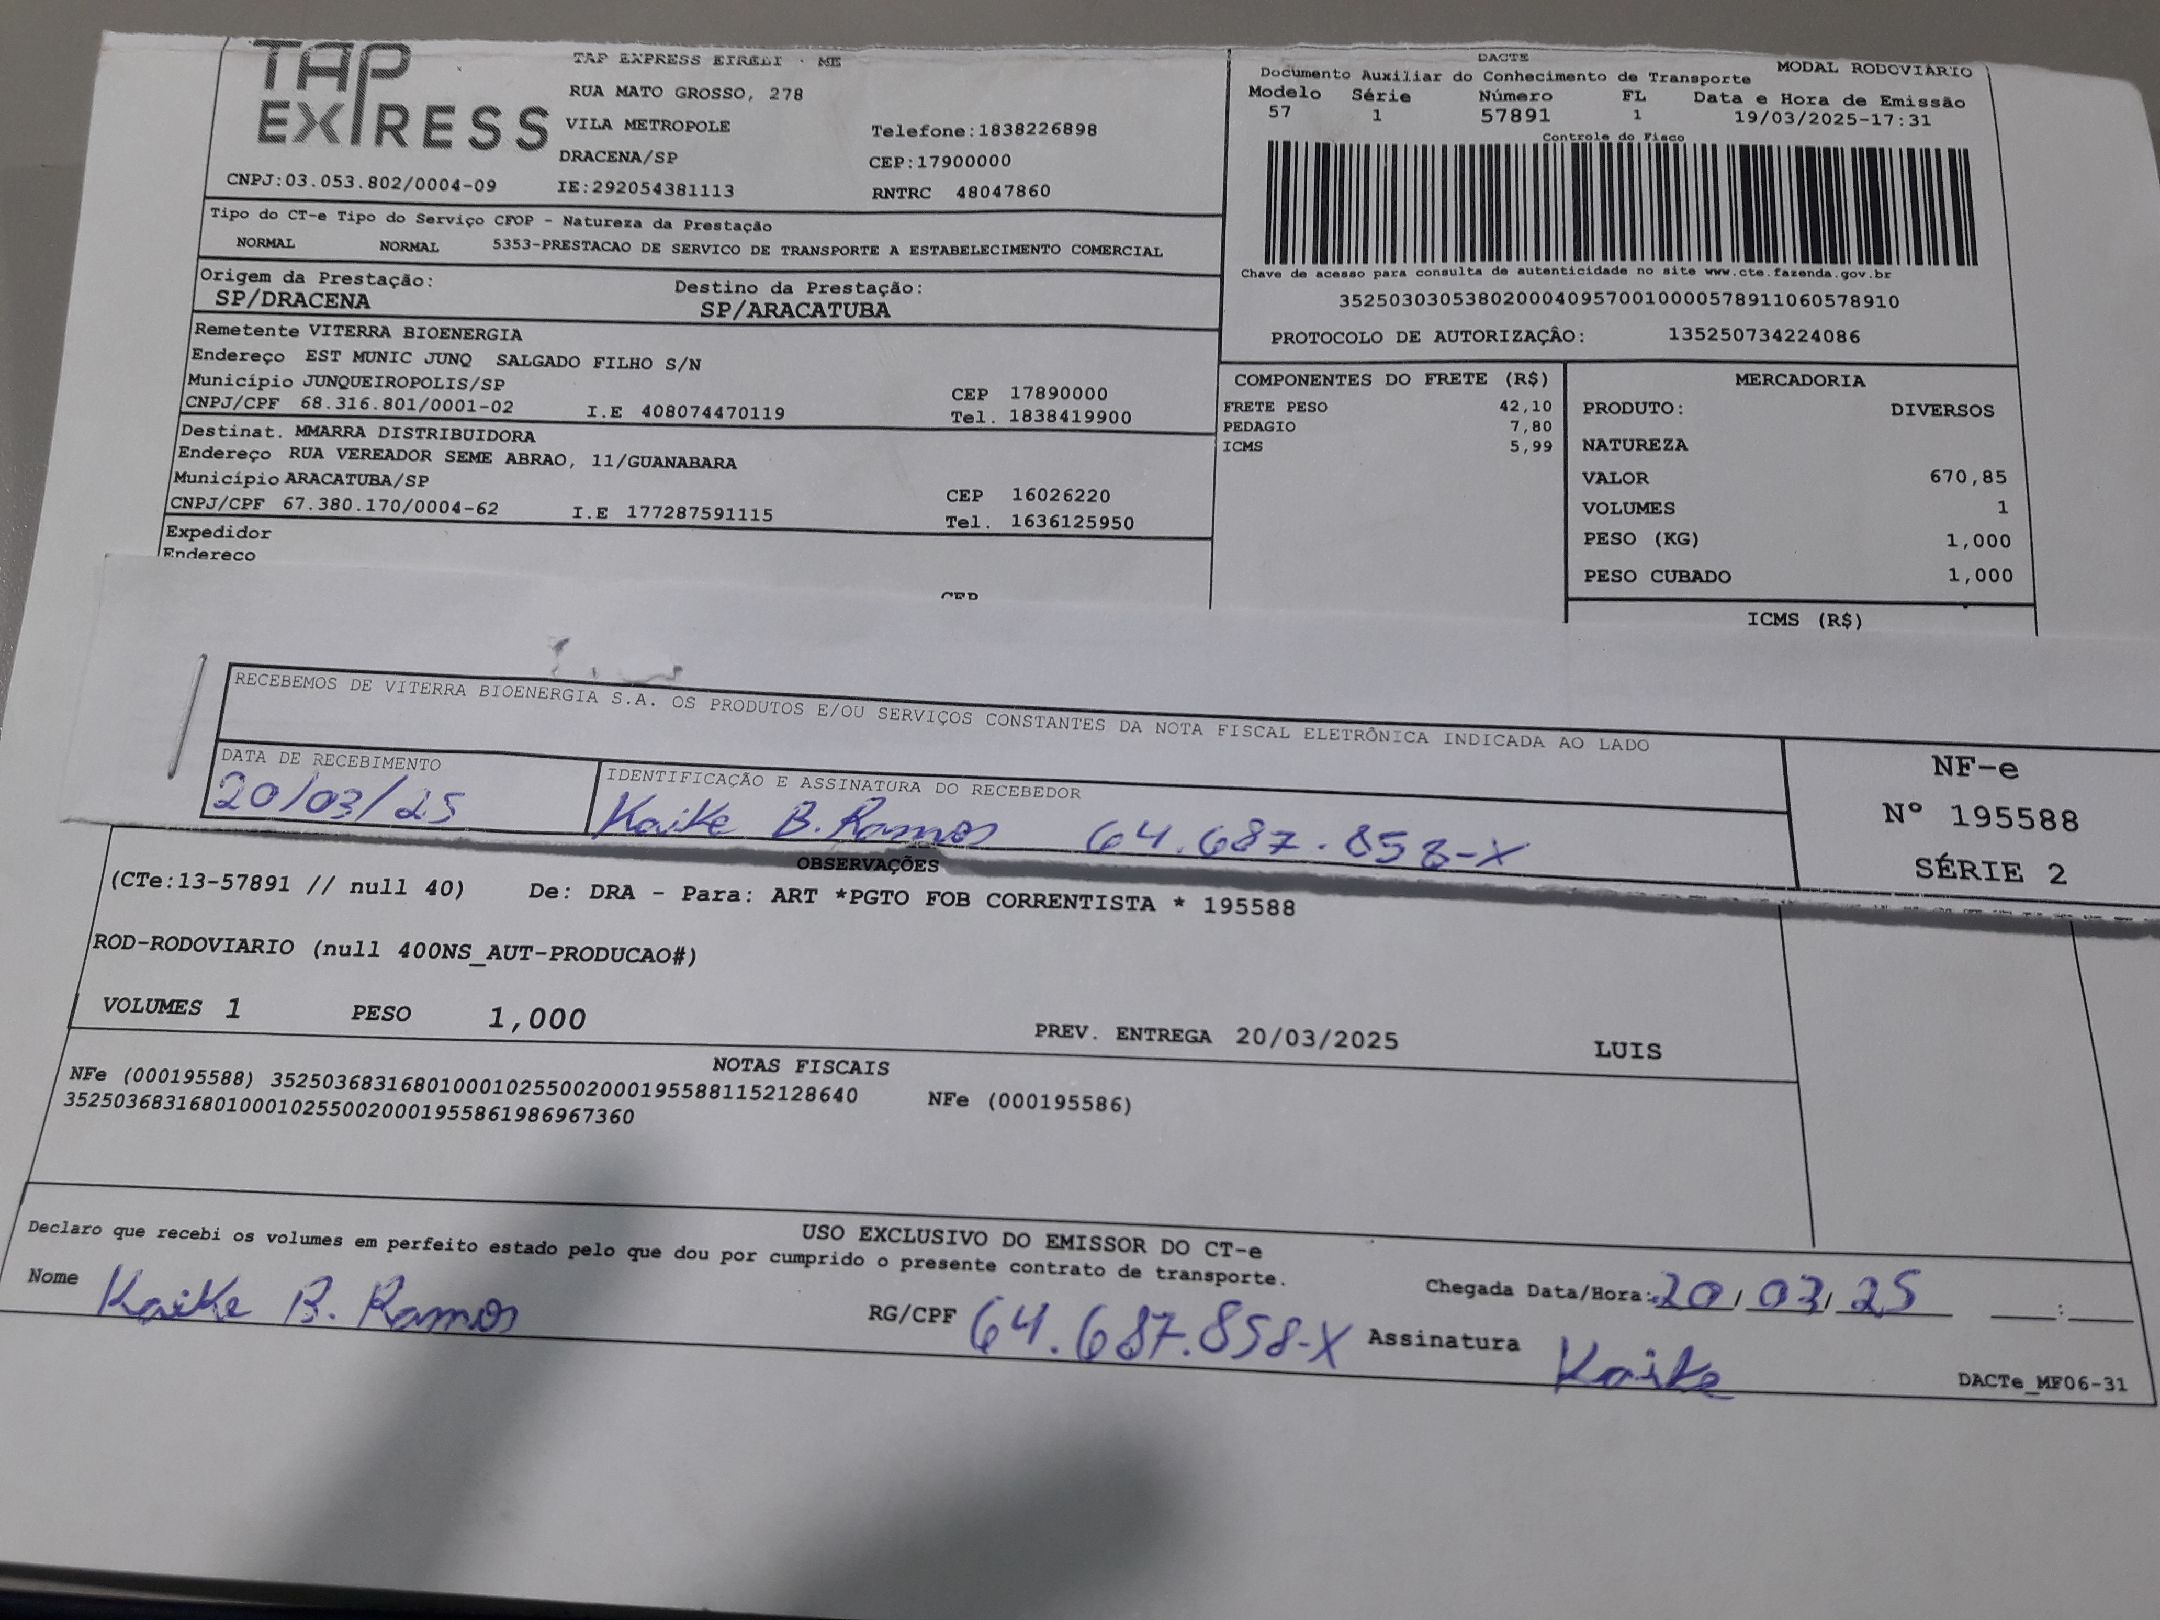 TAP EXPRESS
TAP EXPRESS EIRELI - ME
RUA MATO GROSSO, 278
VILA METROPOLE Telefone:1838226898
DRACENA/SP CEP:17900000
CNPJ:03.053.802/0004-09 IE:292054381113 RNTRC 48047860
DACTE MODAL RODOVIÁRIO
Documento Auxiliar do Conhecimento de Transporte
Modelo Série Número FL Data e Hora de Emissão
57 1 57891 1 19/03/2025-17:31
Controle do Fisco
Chave de acesso para consulta de autenticidade no site www.cte.fazenda.gov.br
35250303053802000409570010000578911060578910
PROTOCOLO DE AUTORIZAÇÂO: 135250734224086
Tipo do CT-e Tipo do Serviço CFOP - Natureza da Prestação
NORMAL NORMAL 5353-PRESTACAO DE SERVICO DE TRANSPORTE A ESTABELECIMENTO COMERCIAL
Origem da Prestação: Destino da Prestação:
SP/DRACENA SP/ARACATUBA
Remetente VITERRA BIOENERGIA
Endereço EST MUNIC JUNQ SALGADO FILHO S/N
Município JUNQUEIROPOLIS/SP CEP 17890000
CNPJ/CPF 68.316.801/0001-02 I.E 408074470119 Tel. 1838419900
Destinat. MMARRA DISTRIBUIDORA
Endereço RUA VEREADOR SEME ABRAO, 11/GUANABARA
Município ARACATUBA/SP CEP 16026220
CNPJ/CPF 67.380.170/0004-62 I.E 177287591115 Tel. 1636125950
Expedidor
Endereco
CEP
COMPONENTES DO FRETE (R$)
FRETE PESO 42,10
PEDAGIO 7,80
ICMS 5,99
MERCADORIA
PRODUTO: DIVERSOS
NATUREZA
VALOR 670,85
VOLUMES 1
PESO (KG) 1,000
PESO CUBADO 1,000
ICMS (R$)
RECEBEMOS DE VITERRA BIOENERGIA S.A. OS PRODUTOS E/OU SERVIÇOS CONSTANTES DA NOTA FISCAL ELETRÔNICA INDICADA AO LADO
DATA DE RECEBIMENTO IDENTIFICAÇÃO E ASSINATURA DO RECEBEDOR
20/03/25 Kaike B. Ramos 64.687.858-X
NF-e
Nº 195588
SÉRIE 2
OBSERVAÇÕES
(CTe:13-57891 // null 40) De: DRA - Para: ART *PGTO FOB CORRENTISTA * 195588
ROD-RODOVIARIO (null 400NS_AUT-PRODUCAO#)
VOLUMES 1 PESO 1,000 PREV. ENTREGA 20/03/2025 LUIS
NOTAS FISCAIS
NFe (000195588) 35250368316801000102550020001955881152128640 NFe (000195586)
35250368316801000102550020001955861986967360
USO EXCLUSIVO DO EMISSOR DO CT-e
Declaro que recebi os volumes em perfeito estado pelo que dou por cumprido o presente contrato de transporte.
Chegada Data/Hora: 20/03/25 __:__
Nome Kaike B. Ramos RG/CPF 64.687.858-X Assinatura Kaike
DACTe_MF06-31